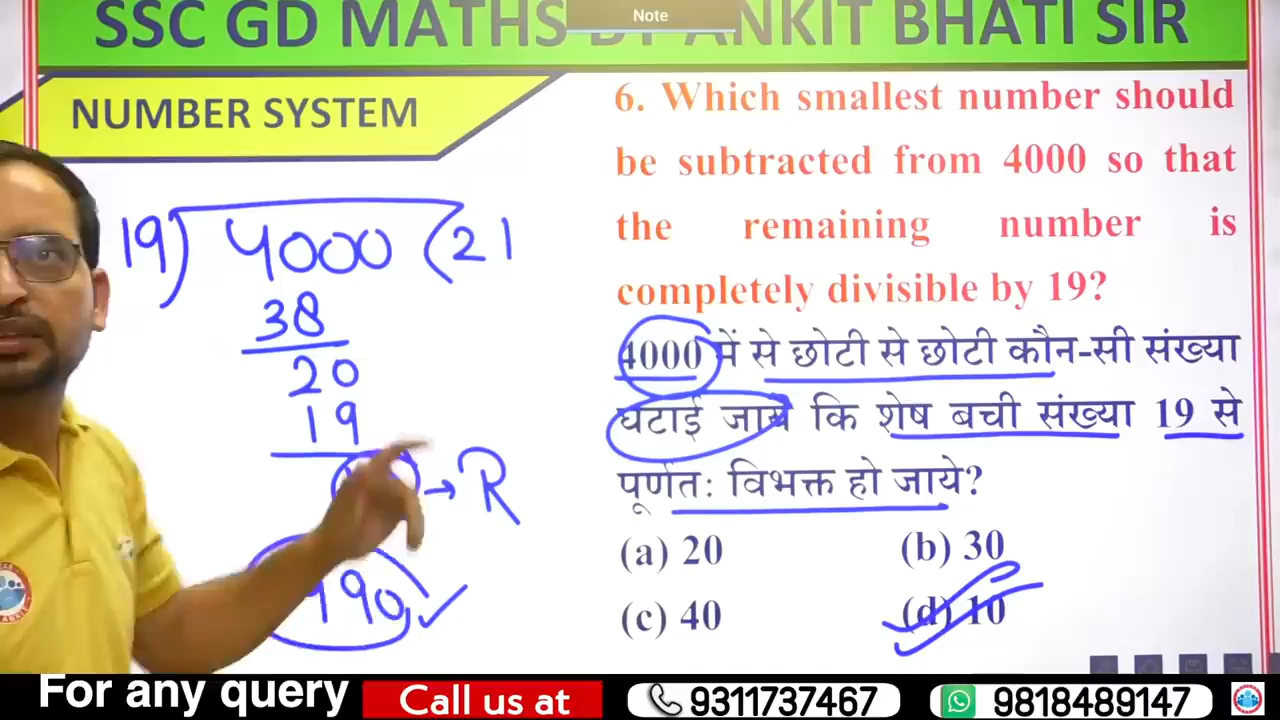 SSC GD MATHS BY ANKIT BHATI SIR
Note
NUMBER SYSTEM
6. Which smallest number should
be subtracted from 4000 so that
the remaining number is
completely divisible by 19?
4000 में से छोटी से छोटी कौन-सी संख्या
घटाई जाये कि शेष बची संख्या 19 से
पूर्णतः विभक्त हो जाये?
(a) 20
(b) 30
(c) 40
(d) 10
19) 4000 (21
38
20
19
→ R
990 ✓
For any query
Call us at
9311737467
9818489147